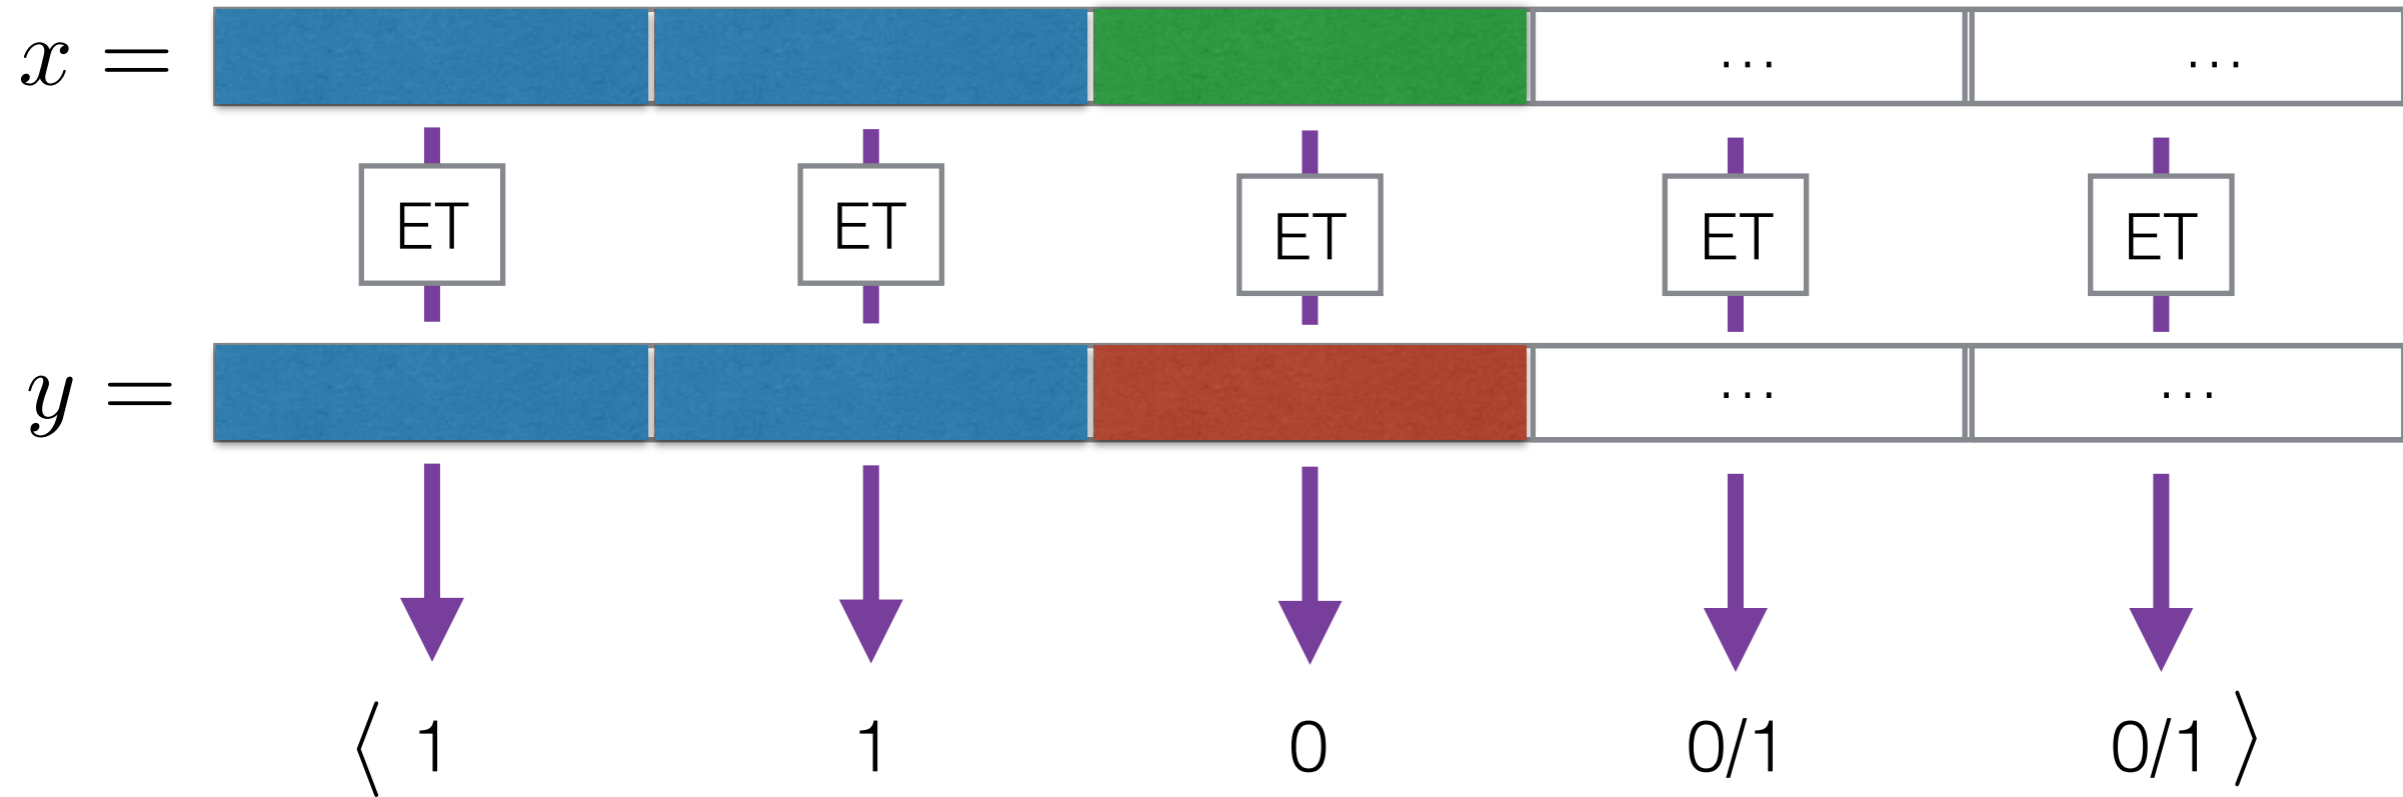 x = ... ...
ET ET ET ET ET
y = ... ...
⟨ 1 1 0 0/1 0/1 ⟩